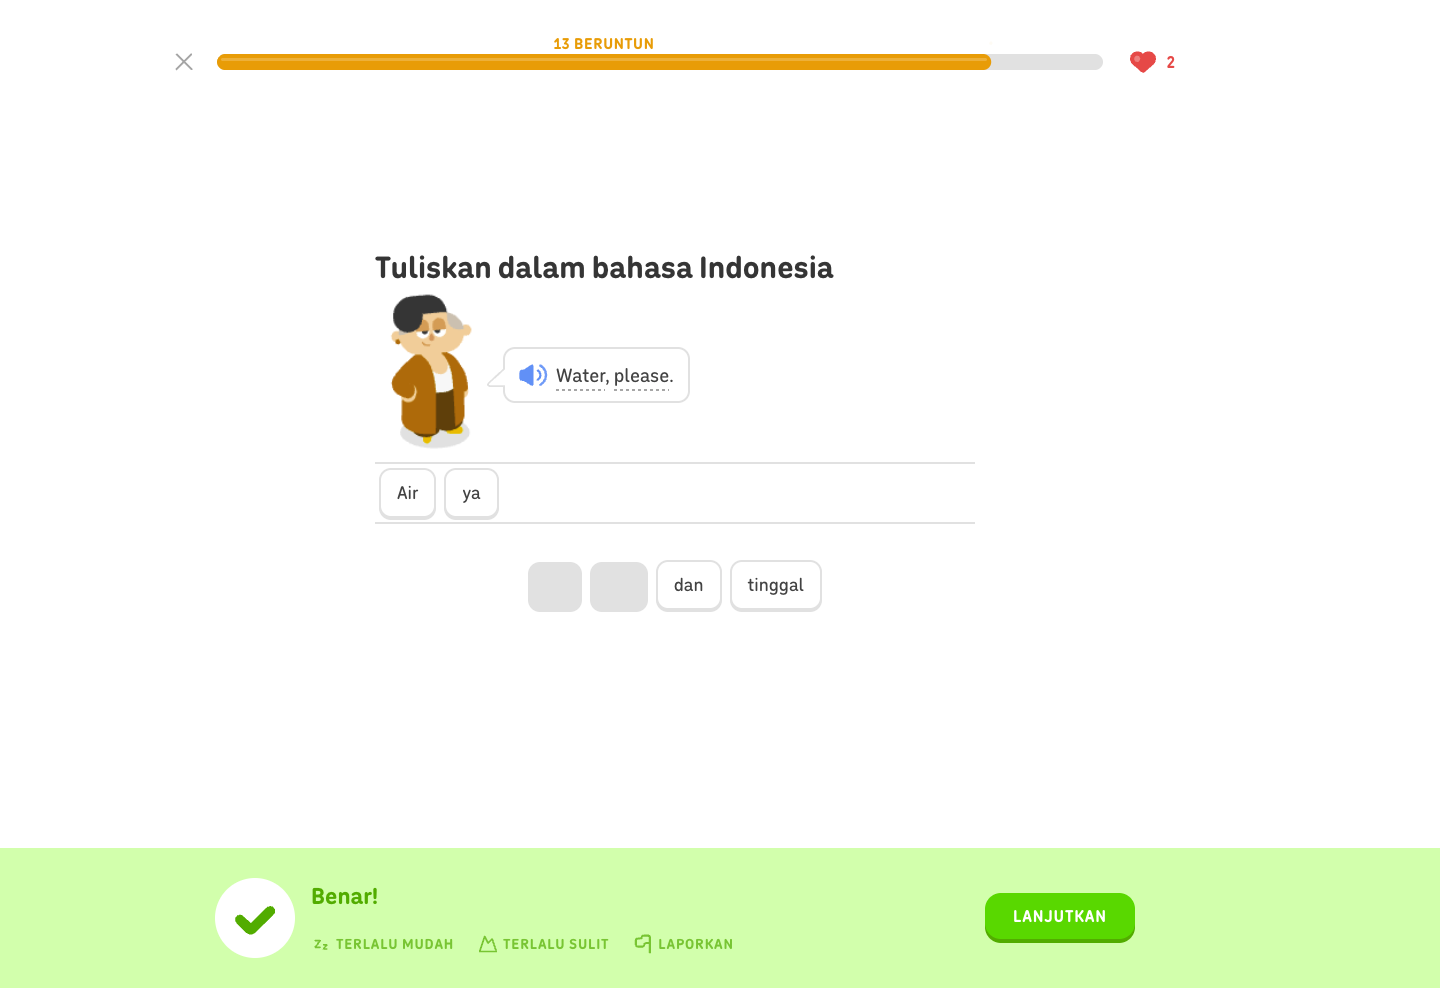 13 BERUNTUN
2
Tuliskan dalam bahasa Indonesia
Water, please.
Air ya
dan tinggal
Benar!
zz TERLALU MUDAH TERLALU SULIT LAPORKAN
LANJUTKAN